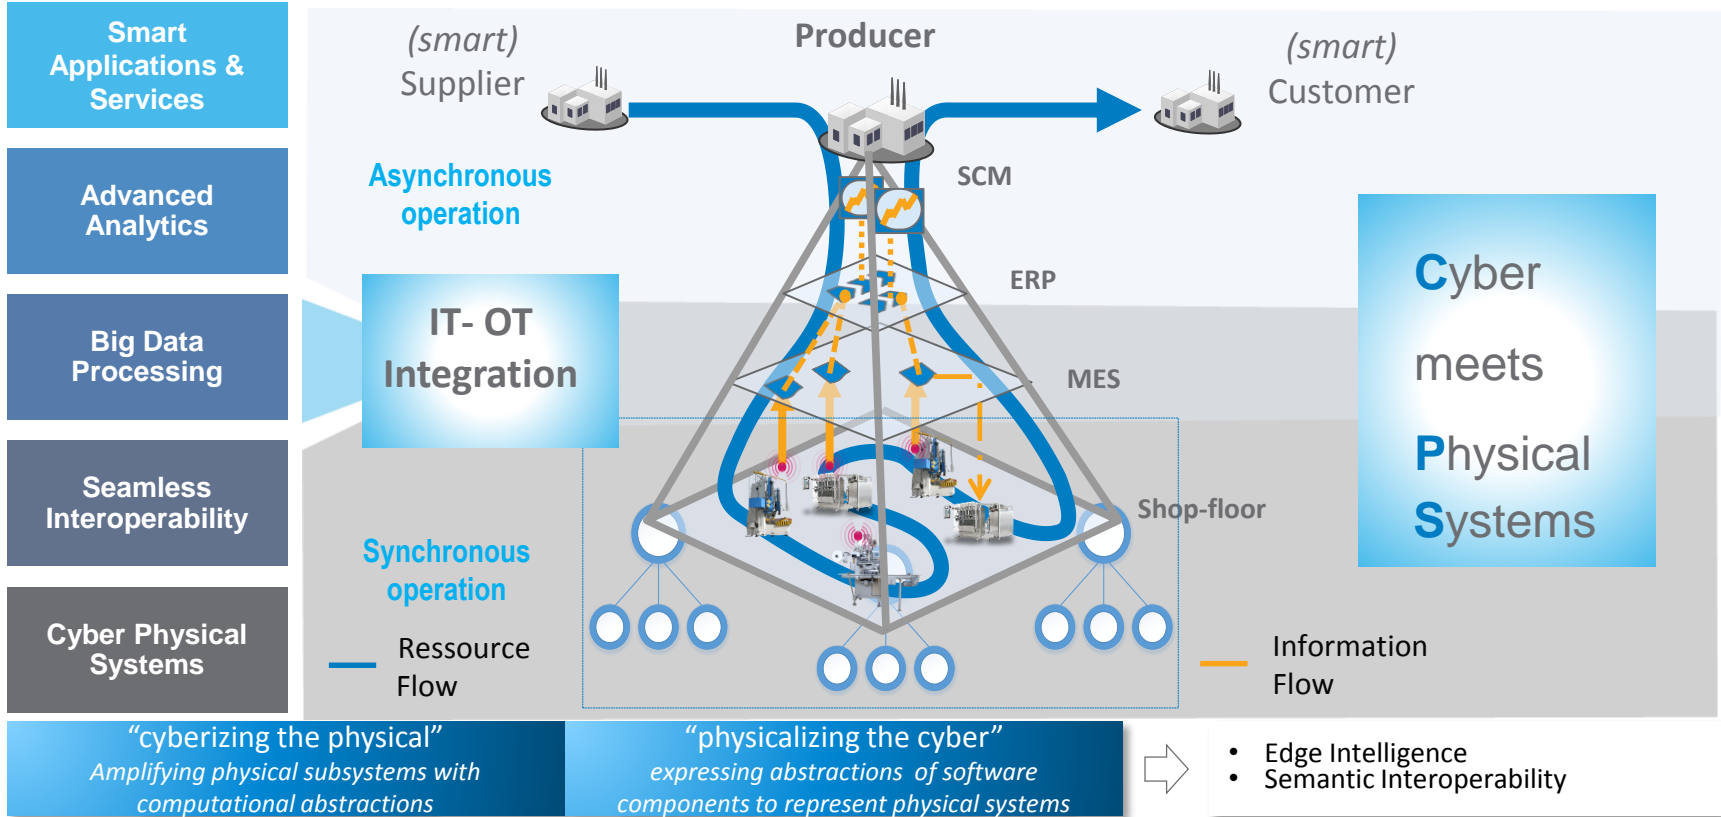 Smart
Applications &
Services
Advanced
Analytics
Big Data
Processing
Seamless
Interoperability
Cyber Physical
Systems
(smart)
Supplier
Producer
(smart)
Customer
Asynchronous
operation
SCM
ERP
MES
Shop-floor
IT- OT
Integration
Synchronous
operation
Cyber
meets
Physical
Systems
Ressource
Flow
Information
Flow
“cyberizing the physical”
Amplifying physical subsystems with
computational abstractions
“physicalizing the cyber”
expressing abstractions of software
components to represent physical systems
• Edge Intelligence
• Semantic Interoperability